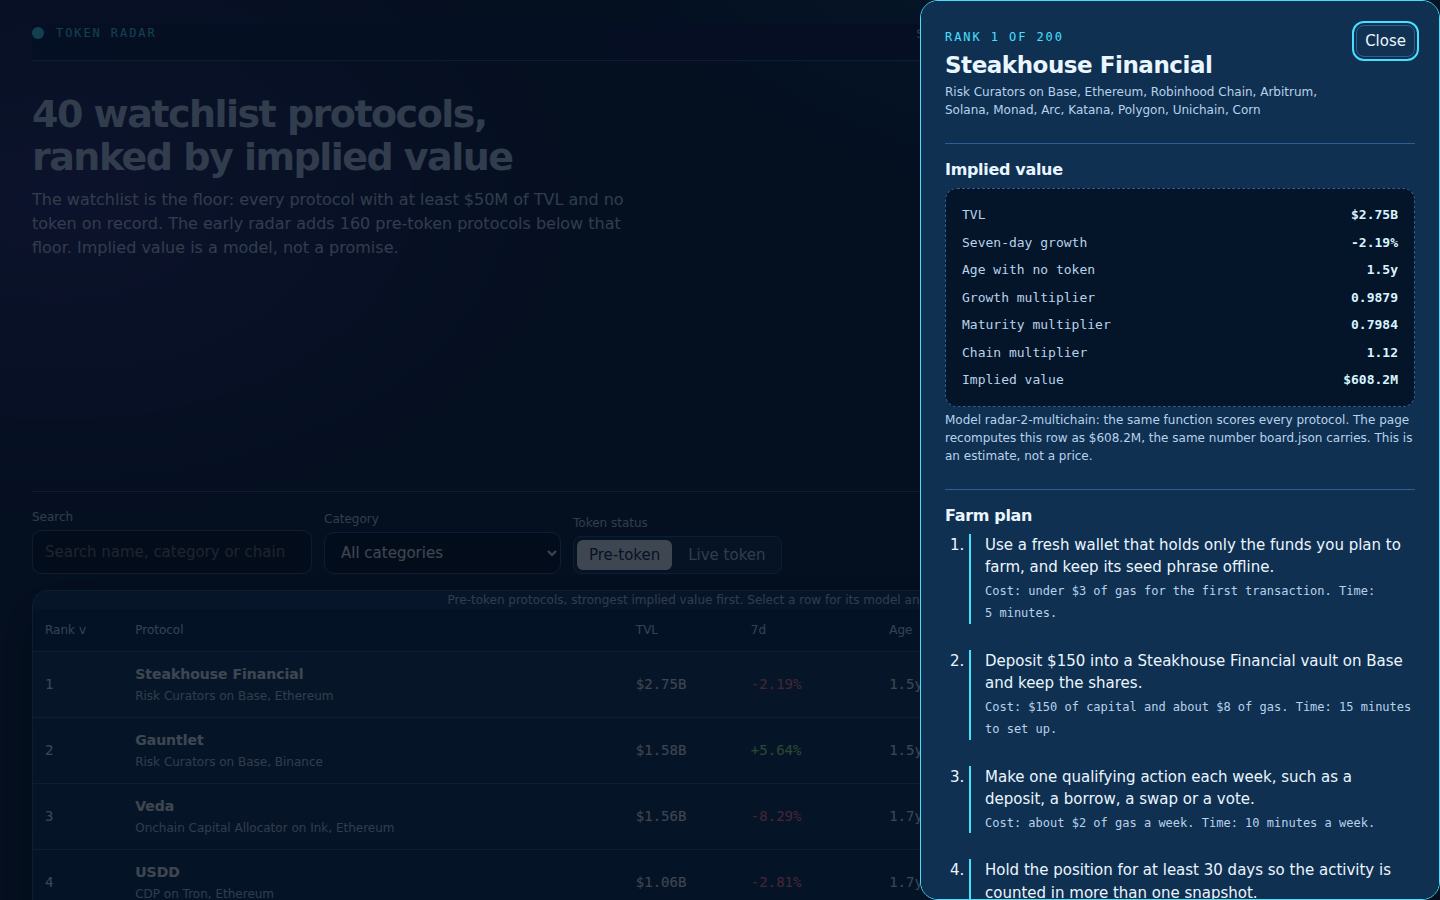 TOKEN RADAR
40 watchlist protocols,
ranked by implied value
The watchlist is the floor: every protocol with at least $50M of TVL and no
token on record. The early radar adds 160 pre-token protocols below that
floor. Implied value is a model, not a promise.
Search
Category
Token status
Search name, category or chain
All categories
Pre-token
Live token
Pre-token protocols, strongest implied value first. Select a row for its model an
Rank v Protocol TVL 7d Age
1 Steakhouse Financial $2.75B -2.19% 1.5y
Risk Curators on Base, Ethereum
2 Gauntlet $1.58B +5.64% 1.5y
Risk Curators on Base, Binance
3 Veda $1.56B -8.29% 1.7y
Onchain Capital Allocator on Ink, Ethereum
4 USDD $1.06B -2.81% 1.7y
CDP on Tron, Ethereum
RANK 1 OF 200
Close
Steakhouse Financial
Risk Curators on Base, Ethereum, Robinhood Chain, Arbitrum,
Solana, Monad, Arc, Katana, Polygon, Unichain, Corn
Implied value
TVL $2.75B
Seven-day growth -2.19%
Age with no token 1.5y
Growth multiplier 0.9879
Maturity multiplier 0.7984
Chain multiplier 1.12
Implied value $608.2M
Model radar-2-multichain: the same function scores every protocol. The page
recomputes this row as $608.2M, the same number board.json carries. This is
an estimate, not a price.
Farm plan
1. Use a fresh wallet that holds only the funds you plan to
farm, and keep its seed phrase offline.
Cost: under $3 of gas for the first transaction. Time:
5 minutes.
2. Deposit $150 into a Steakhouse Financial vault on Base
and keep the shares.
Cost: $150 of capital and about $8 of gas. Time: 15 minutes
to set up.
3. Make one qualifying action each week, such as a
deposit, a borrow, a swap or a vote.
Cost: about $2 of gas a week. Time: 10 minutes a week.
4. Hold the position for at least 30 days so the activity is
counted in more than one snapshot.